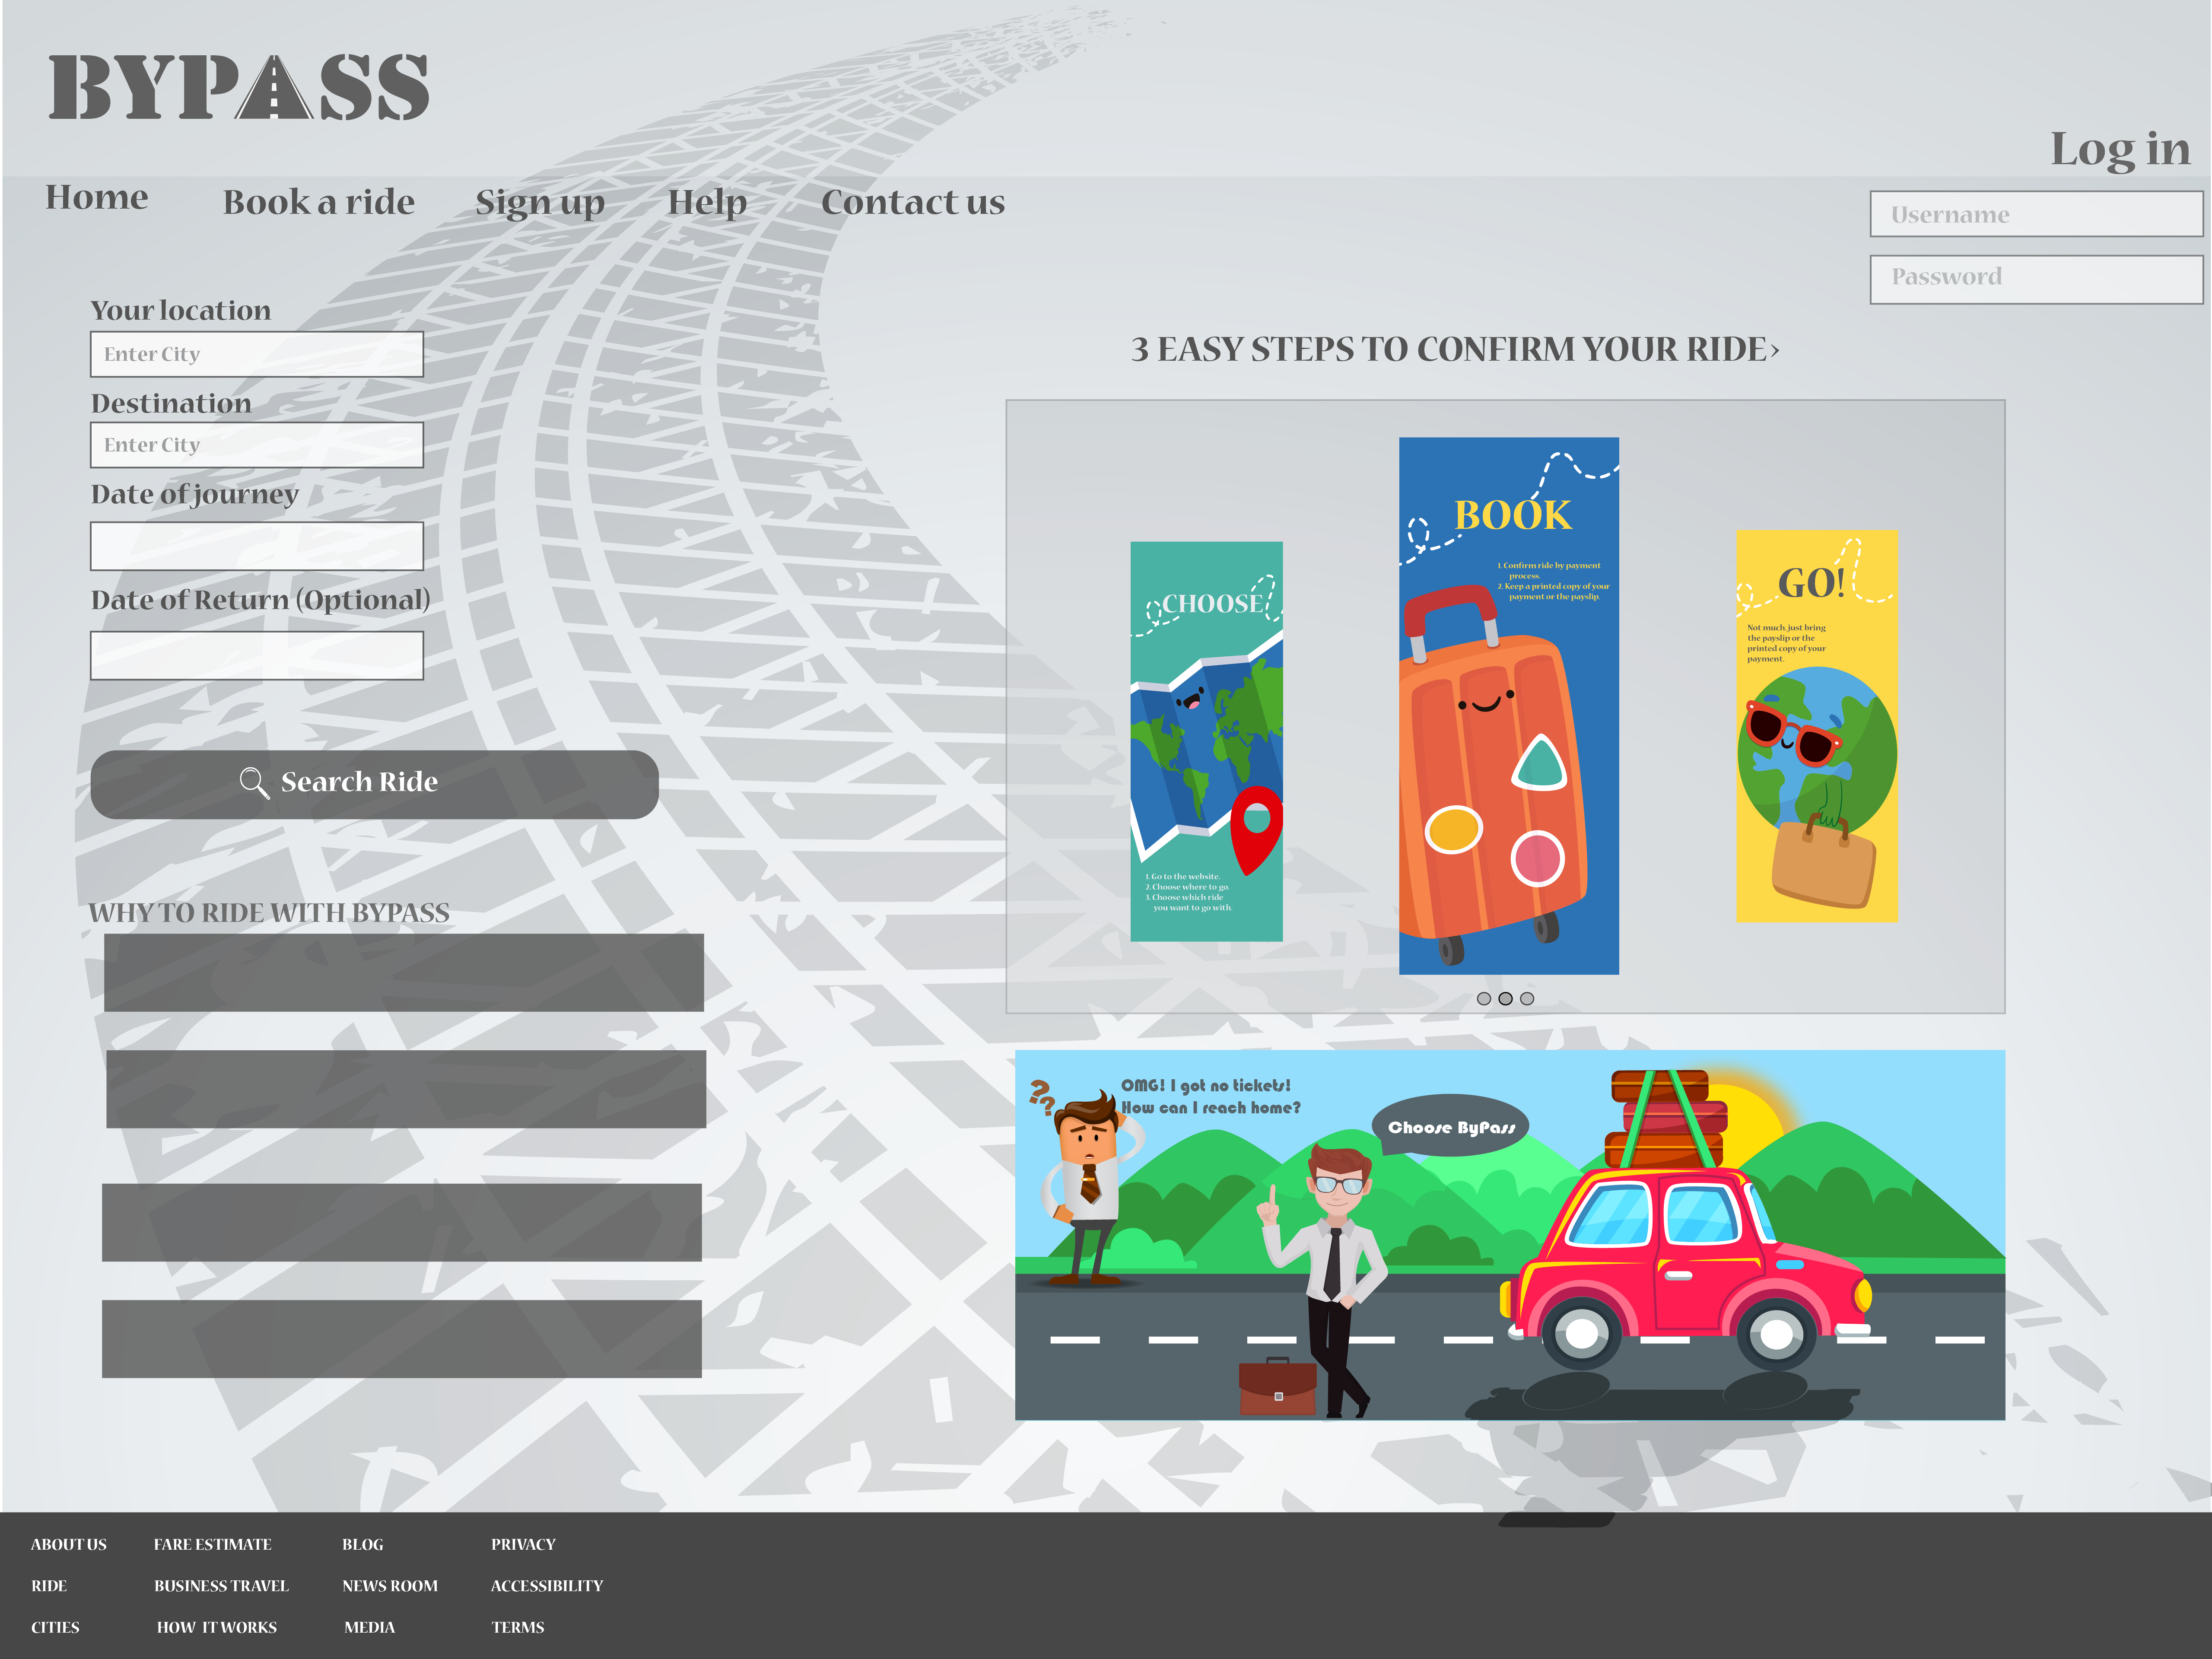 BYPASS
Log in
Home Book a ride Sign up Help Contact us
Username
Password
Your location
Enter City
Destination
Enter City
Date of journey
Date of Return (Optional)
Search Ride
WHY TO RIDE WITH BYPASS
3 EASY STEPS TO CONFIRM YOUR RIDE›
CHOOSE
1. Go to the website.
2. Choose where to go.
3. Choose which ride
you want to go with.
BOOK
1. Confirm ride by payment
process.
2. Keep a printed copy of your
payment or the payslip.
GO!
Not much, just bring
the payslip or the
printed copy of your
payment.
??
OMG! I got no tickets!
How can I reach home?
Choose ByPass
ABOUT US FARE ESTIMATE BLOG PRIVACY
RIDE BUSINESS TRAVEL NEWS ROOM ACCESSIBILITY
CITIES HOW IT WORKS MEDIA TERMS